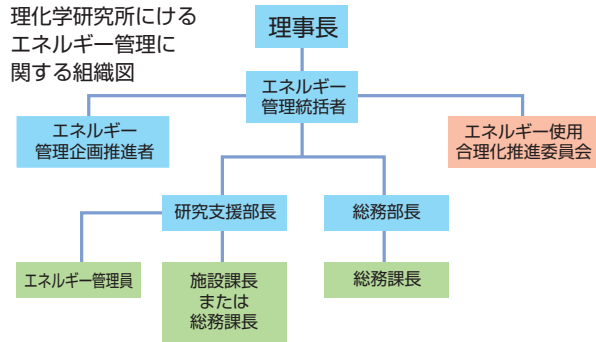 理化学研究所にける
エネルギー管理に
関する組織図
理事長
エネルギー
管理統括者
エネルギー
管理企画推進者
エネルギー使用
合理化推進委員会
研究支援部長
総務部長
エネルギー管理員
施設課長
または
総務課長
総務課長